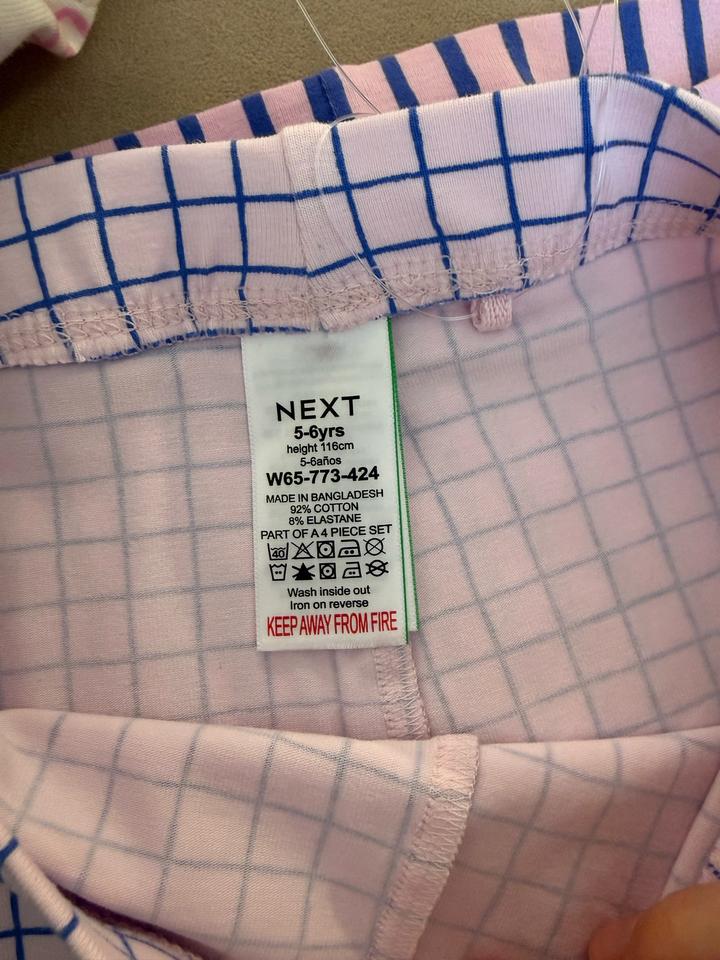 NEXT
5-6yrs
height 116cm
5-6años
W65-773-424
MADE IN BANGLADESH
92% COTTON
8% ELASTANE
PART OF A 4 PIECE SET
40
Wash inside out
Iron on reverse
KEEP AWAY FROM FIRE